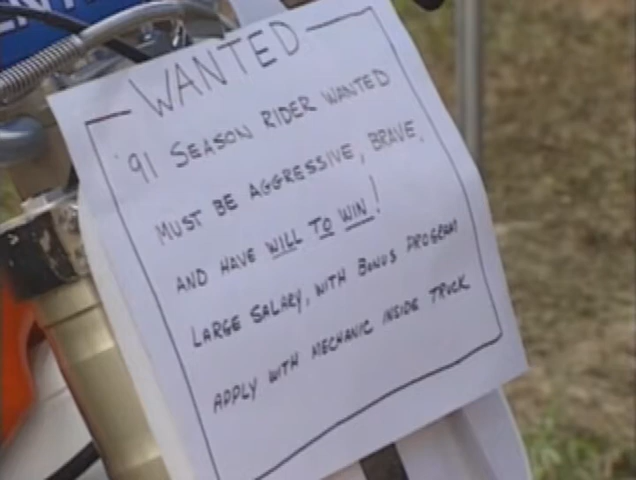 ENT
WANTED
'91 SEASON RIDER WANTED
MUST BE AGGRESSIVE, BRAVE,
AND HAVE WILL TO WIN!
LARGE SALARY, WITH BONUS PROGRAM
APPLY WITH MECHANIC INSIDE TRUCK